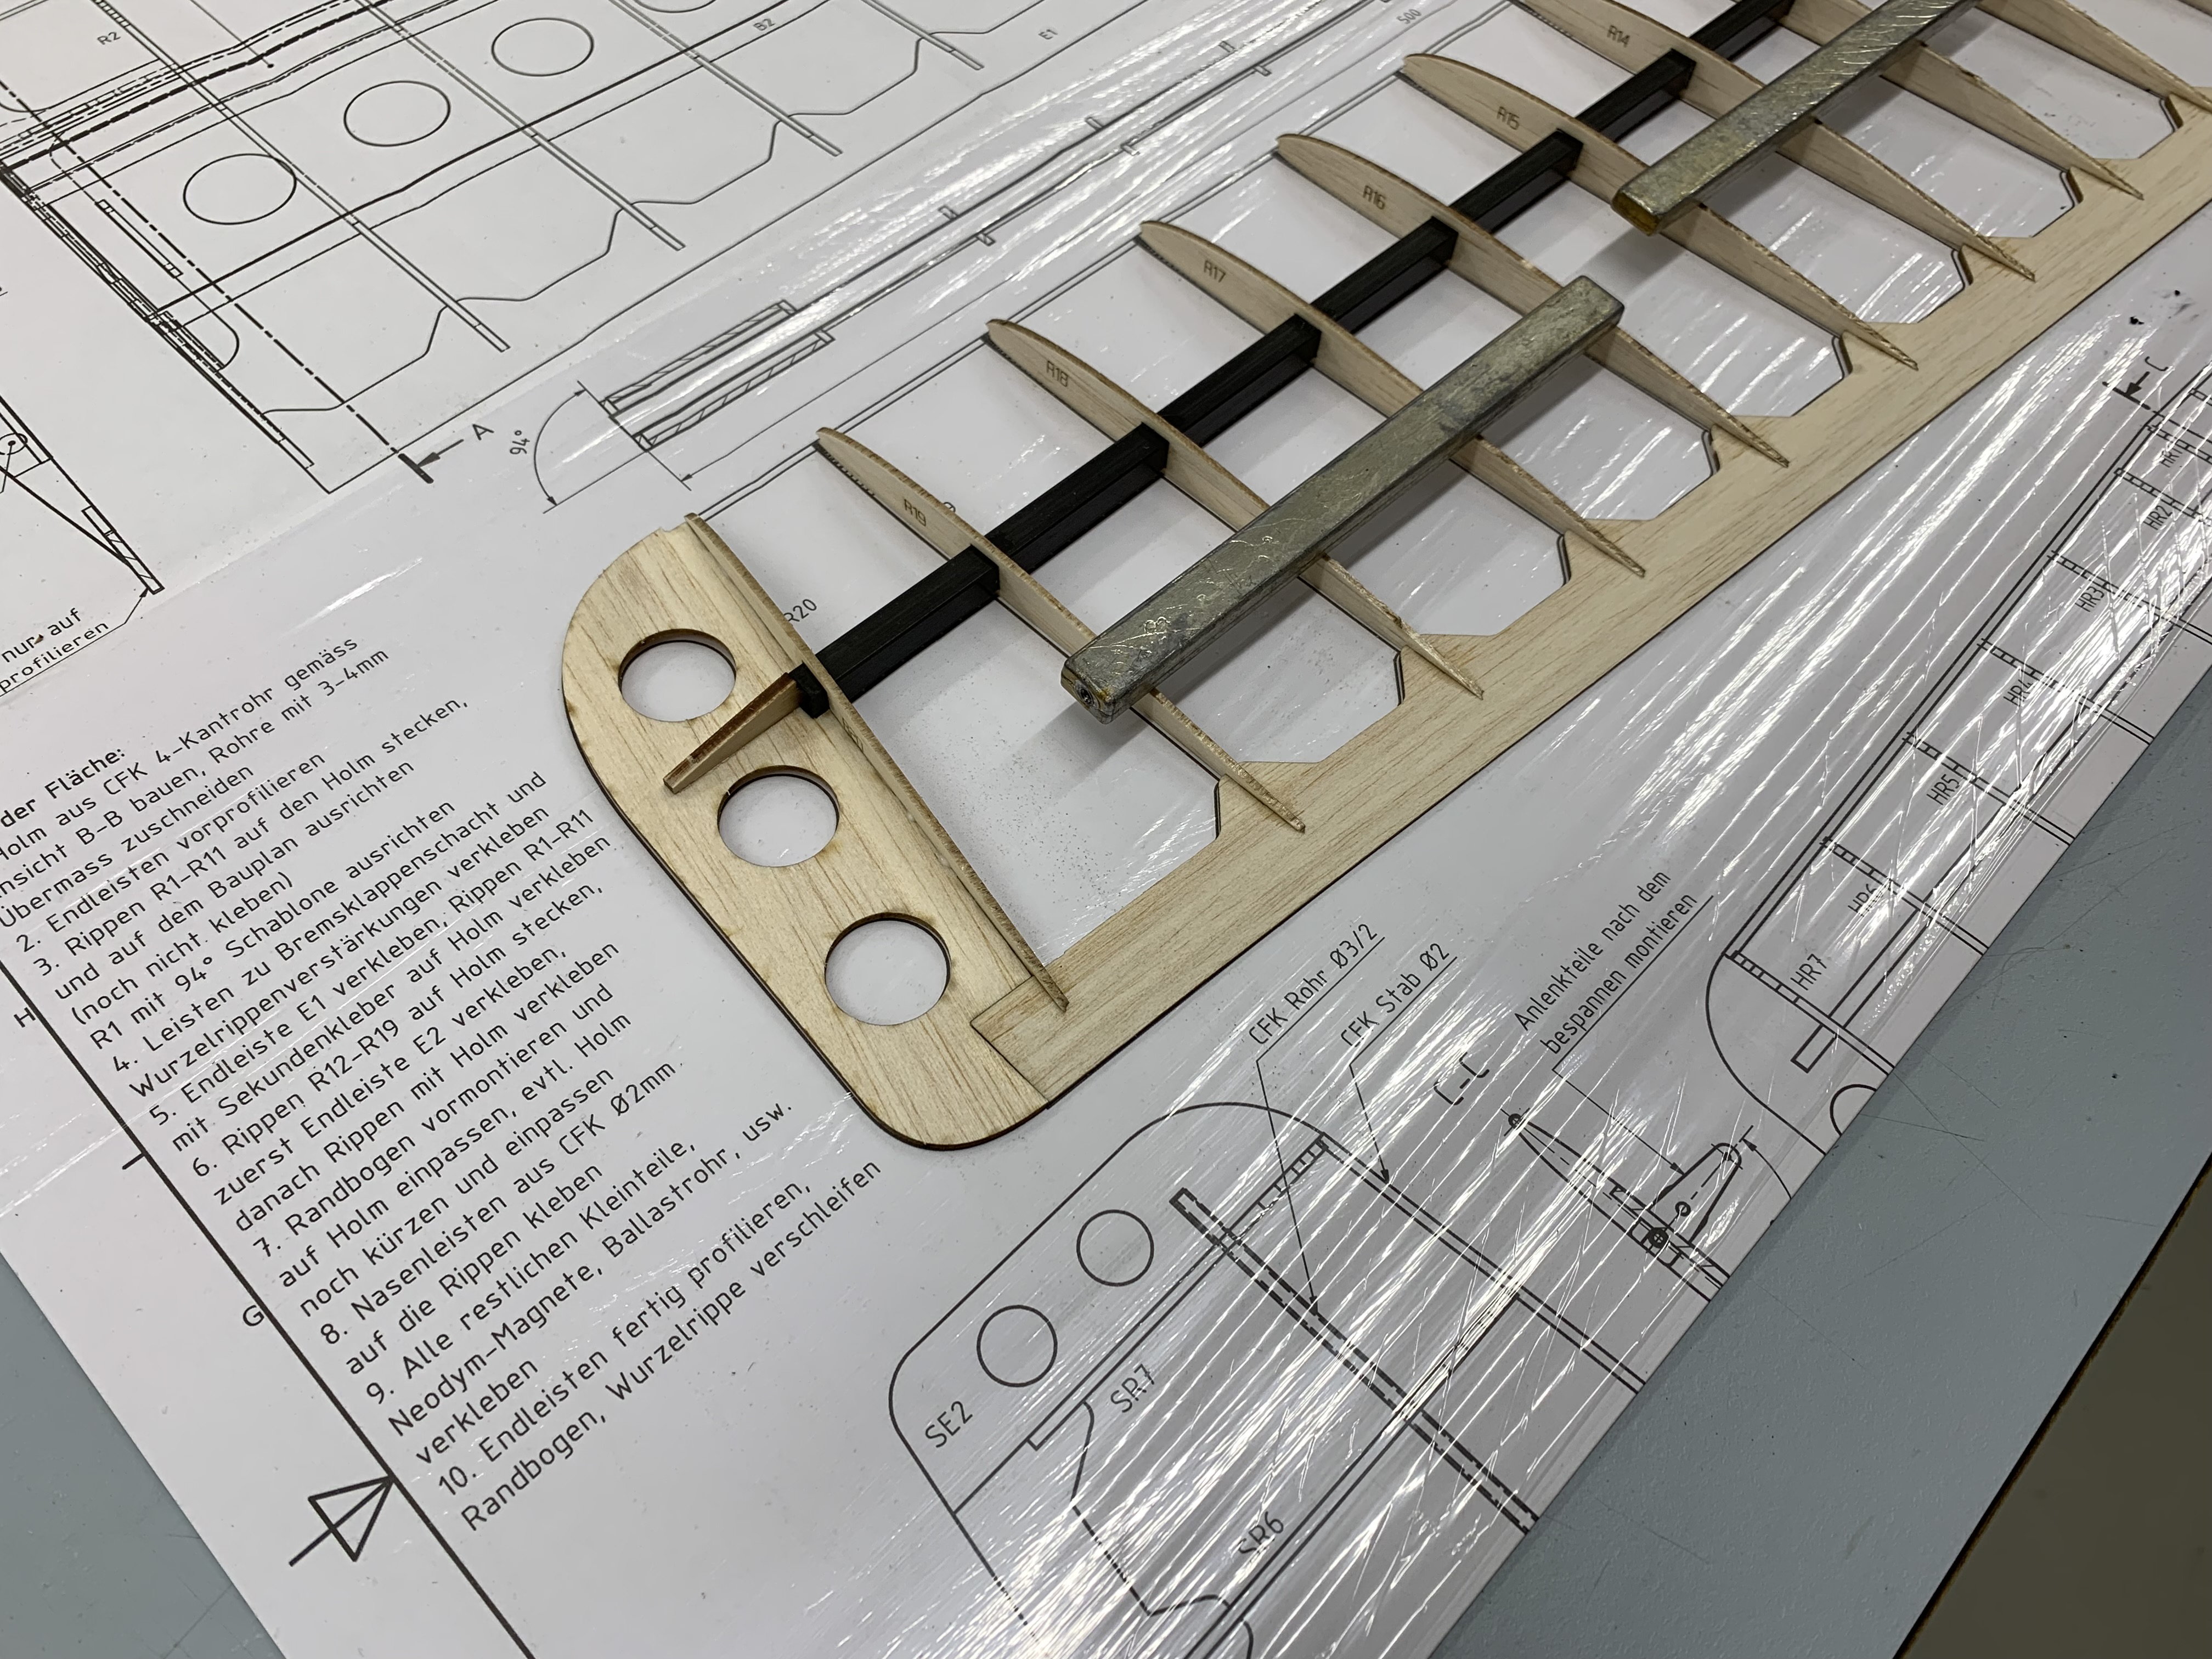 R2
B2
E1
500
R14
R15
R16
R17
R18
R19
R20
94°
A
nur auf
profilieren
der Fläche:
Holm aus CFK 4-Kantrohr gemäss
B-B bauen, Rohre mit 3-4mm
Übermass zuschneiden
2. Endleisten vorprofilieren
3. Rippen R1-R11 auf den Holm stecken,
und auf dem Bauplan ausrichten
(noch nicht kleben)
R1 mit 94° Schablone ausrichten
4. Leisten zu Bremsklappenschacht und
Wurzelrippenverstärkungen verkleben
5. Endleiste E1 verkleben, Rippen R1-R11
mit Sekundenkleber auf Holm verkleben
6. Rippen R12-R19 auf Holm stecken,
zuerst Endleiste E2 verkleben,
danach Rippen mit Holm verkleben
7. Randbogen vormontieren und
auf Holm einpassen, evtl. Holm
noch kürzen und einpassen
8. Nasenleisten aus CFK Ø2mm
auf die Rippen kleben
9. Alle restlichen Kleinteile,
Neodym-Magnete, Ballastrohr, usw.
verkleben
10. Endleisten fertig profilieren,
Randbogen, Wurzelrippe verschleifen
H
G
C
HR1
HR2
HR3
HR4
HR5
HR6
HR7
CFK Rohr Ø3/2
CFK Stab Ø2
Anlenkteile nach dem
bespannen montieren
C-C
SE2
SR7
SR6